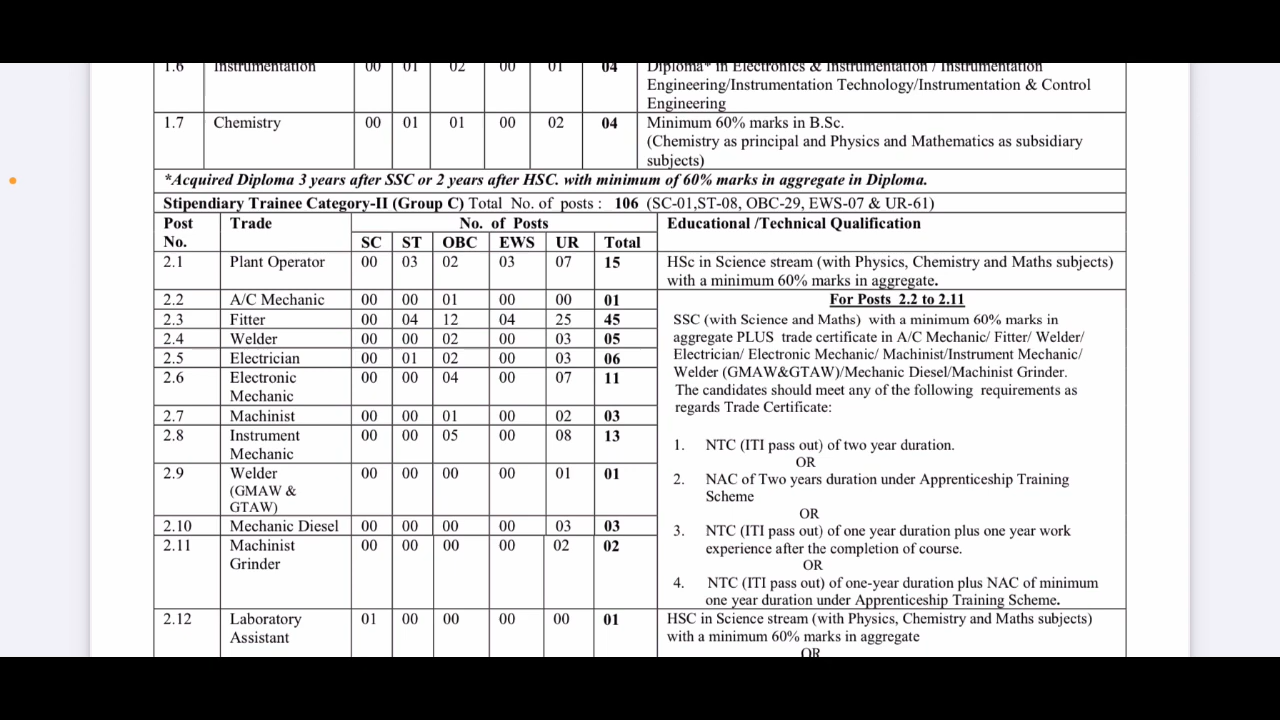 1.6 Instrumentation 00 01 02 00 01 04 Diploma* in Electronics & Instrumentation / Instrumentation
Engineering/Instrumentation Technology/Instrumentation & Control
Engineering
1.7 Chemistry 00 01 01 00 02 04 Minimum 60% marks in B.Sc.
(Chemistry as principal and Physics and Mathematics as subsidiary
subjects)
*Acquired Diploma 3 years after SSC or 2 years after HSC. with minimum of 60% marks in aggregate in Diploma.
Stipendiary Trainee Category-II (Group C) Total No. of posts : 106 (SC-01,ST-08, OBC-29, EWS-07 & UR-61)
Post No. Trade No. of Posts Educational /Technical Qualification
SC ST OBC EWS UR Total
2.1 Plant Operator 00 03 02 03 07 15 HSc in Science stream (with Physics, Chemistry and Maths subjects)
with a minimum 60% marks in aggregate.
2.2 A/C Mechanic 00 00 01 00 00 01
2.3 Fitter 00 04 12 04 25 45
2.4 Welder 00 00 02 00 03 05
2.5 Electrician 00 01 02 00 03 06
2.6 Electronic 00 00 04 00 07 11
Mechanic
2.7 Machinist 00 00 01 00 02 03
2.8 Instrument 00 00 05 00 08 13
Mechanic
2.9 Welder 00 00 00 00 01 01
(GMAW &
GTAW)
2.10 Mechanic Diesel 00 00 00 00 03 03
2.11 Machinist 00 00 00 00 02 02
Grinder
For Posts 2.2 to 2.11
SSC (with Science and Maths) with a minimum 60% marks in
aggregate PLUS trade certificate in A/C Mechanic/ Fitter/ Welder/
Electrician/ Electronic Mechanic/ Machinist/Instrument Mechanic/
Welder (GMAW&GTAW)/Mechanic Diesel/Machinist Grinder.
The candidates should meet any of the following requirements as
regards Trade Certificate:
1. NTC (ITI pass out) of two year duration.
OR
2. NAC of Two years duration under Apprenticeship Training
Scheme
OR
3. NTC (ITI pass out) of one year duration plus one year work
experience after the completion of course.
OR
4. NTC (ITI pass out) of one-year duration plus NAC of minimum
one year duration under Apprenticeship Training Scheme.
2.12 Laboratory 01 00 00 00 00 01 HSC in Science stream (with Physics, Chemistry and Maths subjects)
Assistant with a minimum 60% marks in aggregate
OR